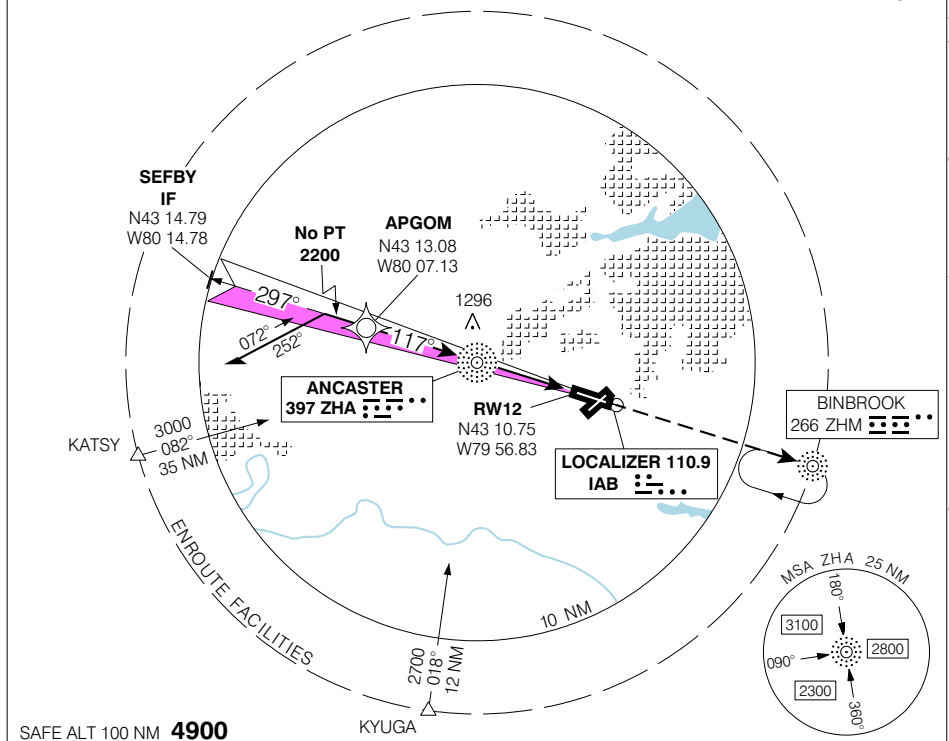 SEFBY
IF
N43 14.79
W80 14.78
No PT
2200
APGOM
N43 13.08
W80 07.13
1296
297°
117°
072°
252°
ANCASTER
397 ZHA
RW12
N43 10.75
W79 56.83
BINBROOK
266 ZHM
LOCALIZER 110.9
IAB
KATSY
3000
082°
35 NM
ENROUTE FACILITIES
10 NM
2700
018°
12 NM
KYUGA
MSA ZHA 25 NM
180°
3100
2800
090°
2300
360°
SAFE ALT 100 NM 4900